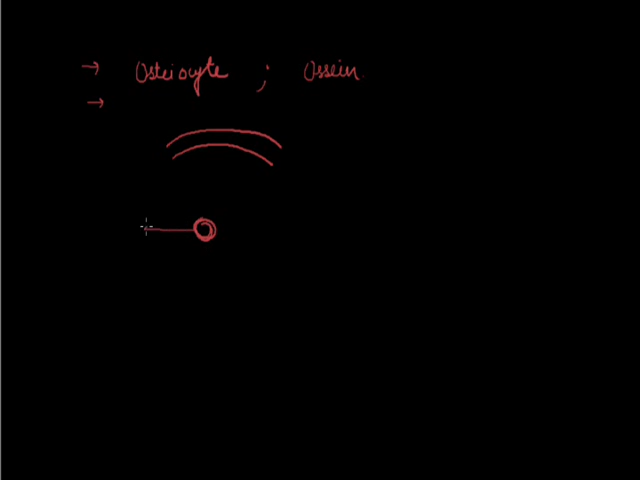 → Osteiocyte ; Ossein
→